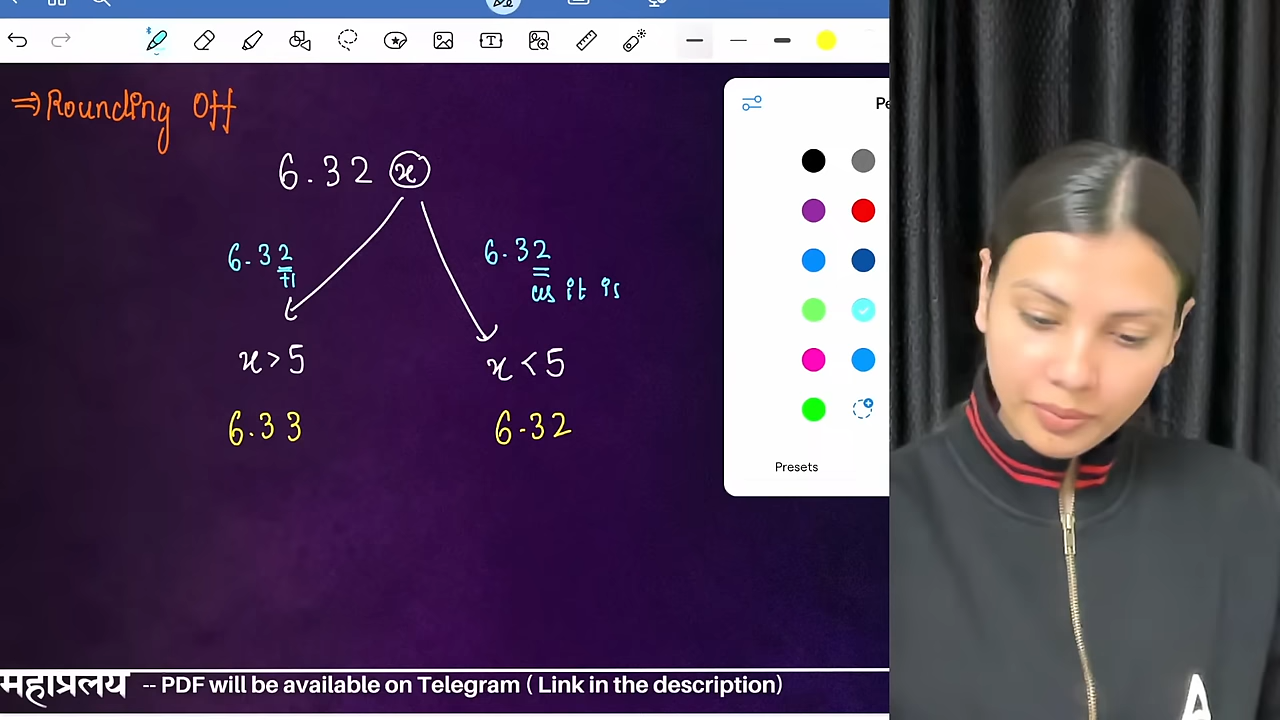 ⇒Rounding Off
6.32 x
6.32
+1
6.32
as it is
x>5
x<5
6.33
6.32
Pe
Presets
महाप्रलय -- PDF will be available on Telegram ( Link in the description)
A